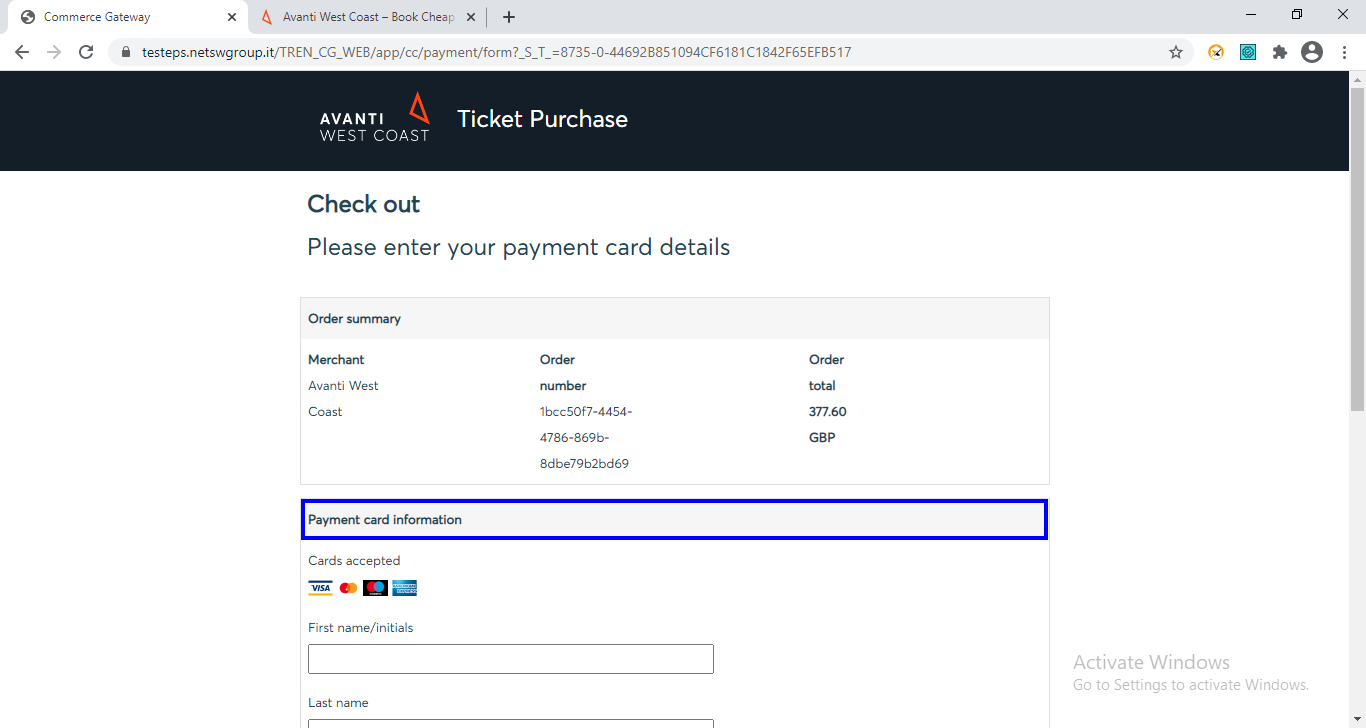 Commerce Gateway
Avanti West Coast – Book Cheap
testeps.netswgroup.it/TREN_CG_WEB/app/cc/payment/form?_S_T_=8735-0-44692B851094CF6181C1842F65EFB517
AVANTI
WEST COAST
Ticket Purchase
Check out
Please enter your payment card details
Order summary
Merchant
Avanti West
Coast
Order
number
1bcc50f7-4454-
4786-869b-
8dbe79b2bd69
Order
total
377.60
GBP
Payment card information
Cards accepted
VISA
First name/initials
Last name
Activate Windows
Go to Settings to activate Windows.